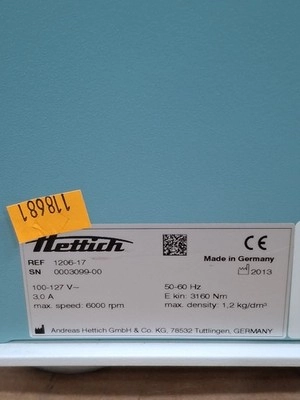 118681
Hettich
REF 1206-17
Made in Germany
SN 0003099-00
2013
100-127 V~
50-60 Hz
3.0 A
E kin: 3160 Nm
max. speed: 6000 rpm
max. density: 1,2 kg/dm³
Andreas Hettich GmbH & Co. KG, 78532 Tuttlingen, GERMANY